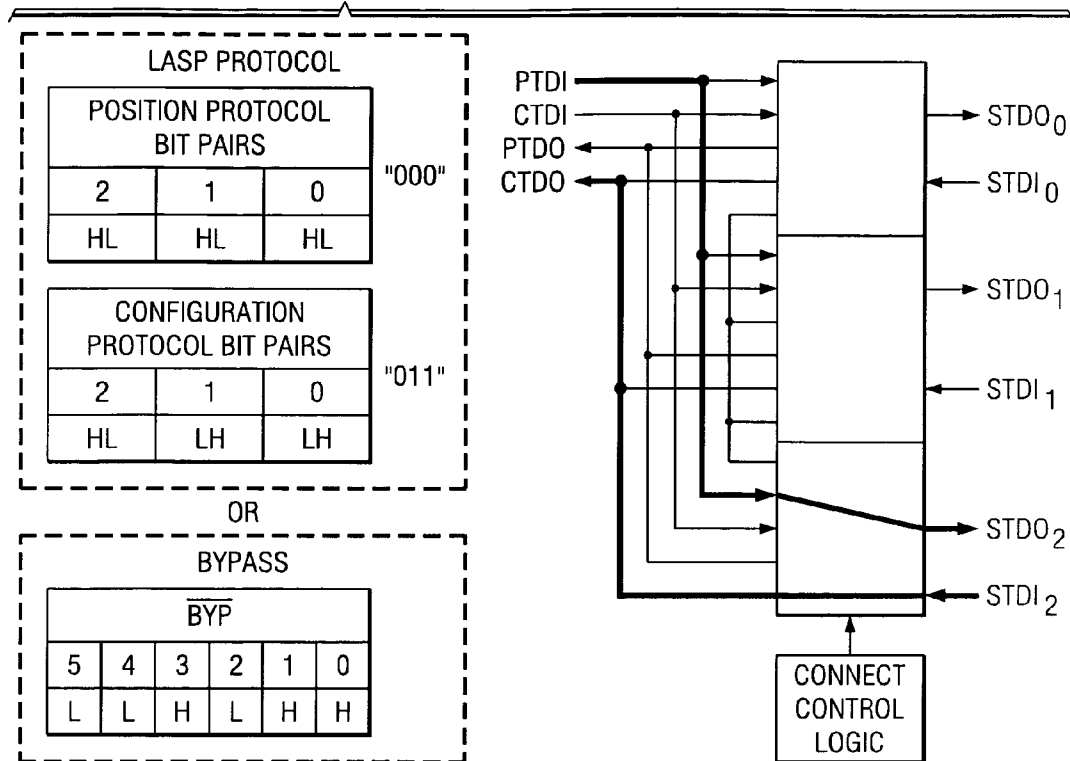 LASP PROTOCOL
POSITION PROTOCOL
BIT PAIRS
2 1 0
HL HL HL
"000"
CONFIGURATION
PROTOCOL BIT PAIRS
2 1 0
HL LH LH
"011"
OR
BYPASS
BYP
5 4 3 2 1 0
L L H L H H
PTDI
CTDI
PTDO
CTDO
STDO0
STDI0
STDO1
STDI1
STDO2
STDI2
CONNECT
CONTROL
LOGIC